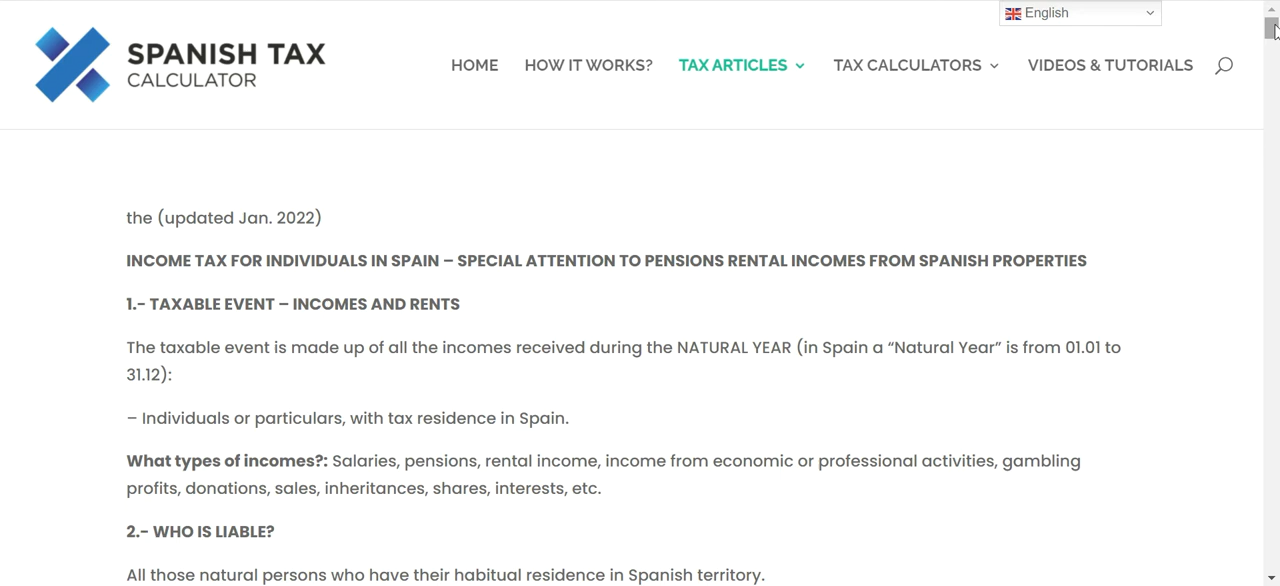 English
SPANISH TAX
CALCULATOR
HOME HOW IT WORKS? TAX ARTICLES TAX CALCULATORS VIDEOS & TUTORIALS
the (updated Jan. 2022)
INCOME TAX FOR INDIVIDUALS IN SPAIN – SPECIAL ATTENTION TO PENSIONS RENTAL INCOMES FROM SPANISH PROPERTIES
1.- TAXABLE EVENT – INCOMES AND RENTS
The taxable event is made up of all the incomes received during the NATURAL YEAR (in Spain a “Natural Year” is from 01.01 to
31.12):
– Individuals or particulars, with tax residence in Spain.
What types of incomes?: Salaries, pensions, rental income, income from economic or professional activities, gambling
profits, donations, sales, inheritances, shares, interests, etc.
2.- WHO IS LIABLE?
All those natural persons who have their habitual residence in Spanish territory.